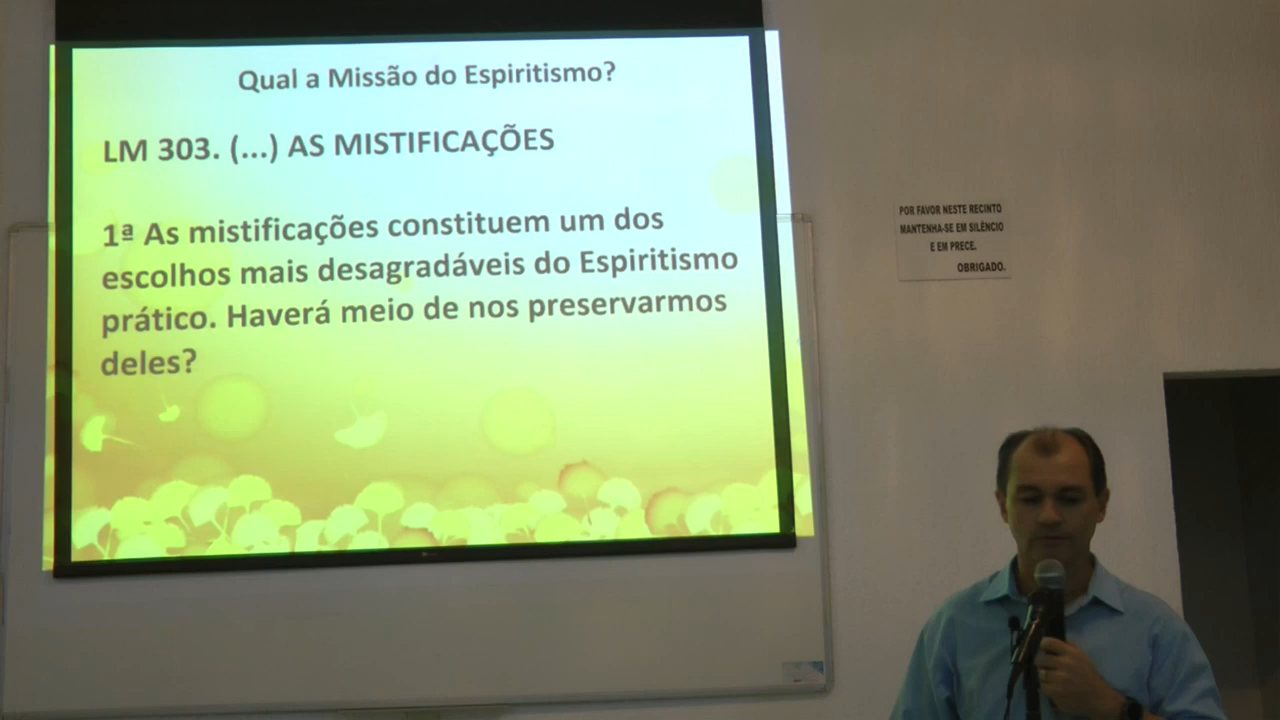 Qual a Missão do Espiritismo?
LM 303. (...) AS MISTIFICAÇÕES
1ª As mistificações constituem um dos
escolhos mais desagradáveis do Espiritismo
prático. Haverá meio de nos preservarmos
deles?
POR FAVOR NESTE RECINTO
MANTENHA-SE EM SILÊNCIO
E EM PRECE.
OBRIGADO.